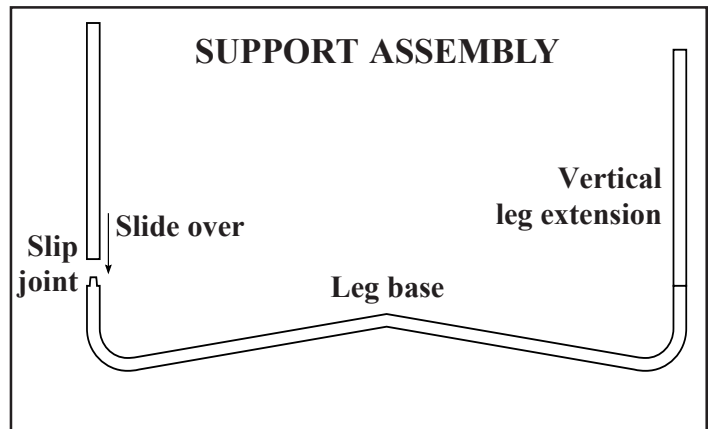 SUPPORT ASSEMBLY
Vertical
leg extension
Slide over
Slip
joint
Leg base